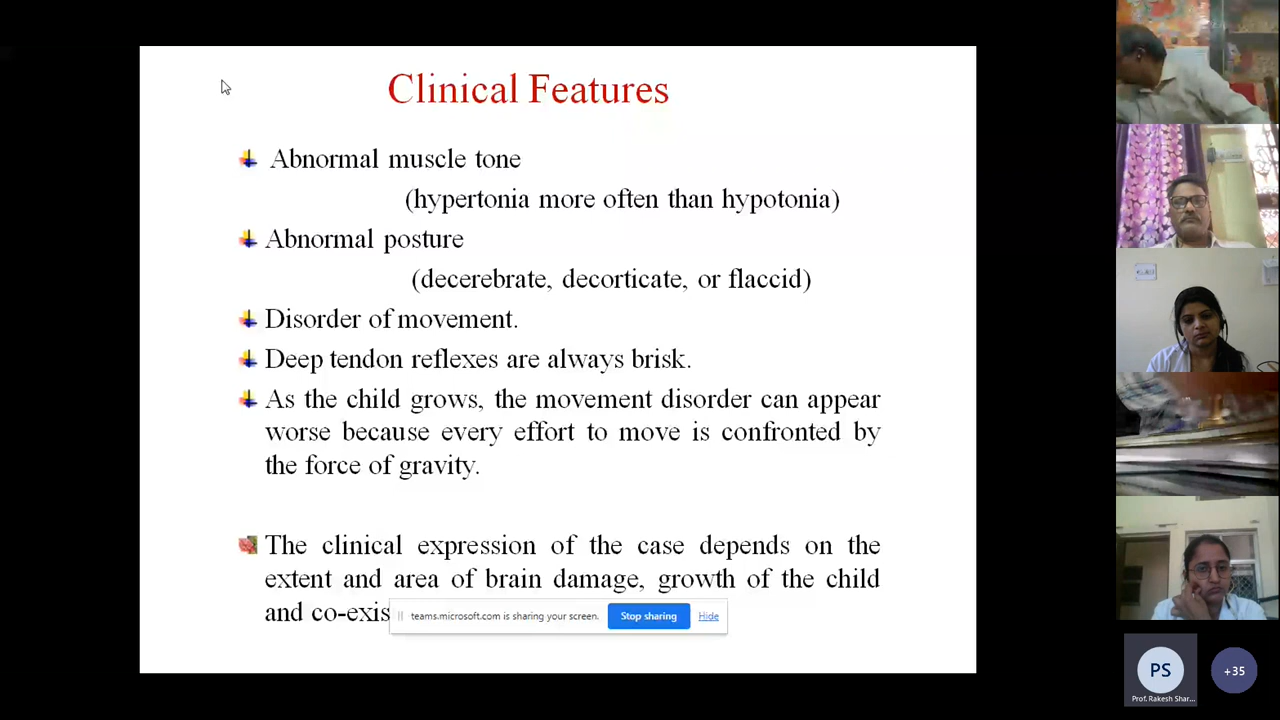 Clinical Features
Abnormal muscle tone
(hypertonia more often than hypotonia)
Abnormal posture
(decerebrate, decorticate, or flaccid)
Disorder of movement.
Deep tendon reflexes are always brisk.
As the child grows, the movement disorder can appear
worse because every effort to move is confronted by
the force of gravity.
The clinical expression of the case depends on the
extent and area of brain damage, growth of the child
and co-exis
teams.microsoft.com is sharing your screen. Stop sharing Hide
PS
Prof. Rakesh Shar...
+35